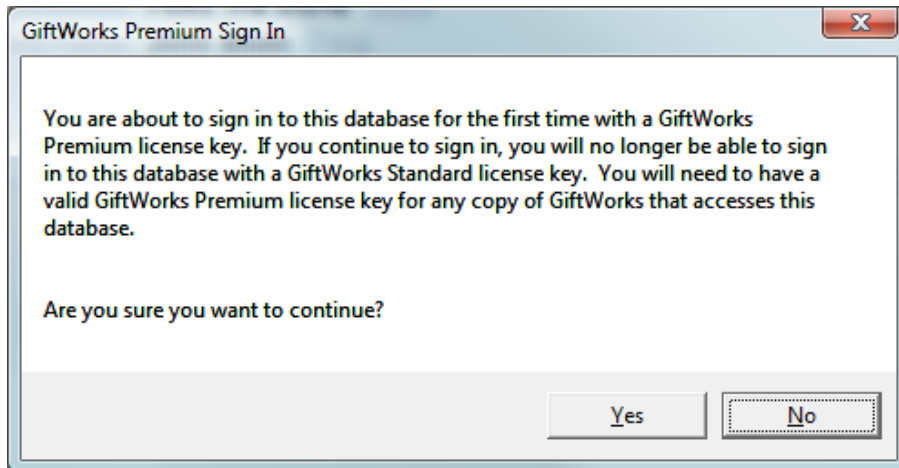 GiftWorks Premium Sign In
You are about to sign in to this database for the first time with a GiftWorks
Premium license key.  If you continue to sign in, you will no longer be able to sign
in to this database with a GiftWorks Standard license key.  You will need to have a
valid GiftWorks Premium license key for any copy of GiftWorks that accesses this
database.
Are you sure you want to continue?
Yes
No